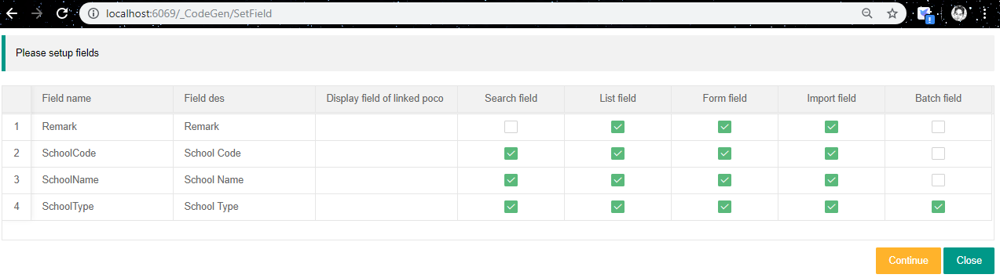 localhost:6069/_CodeGen/SetField
Please setup fields
Field name Field des Display field of linked poco Search field List field Form field Import field Batch field
1 Remark Remark
2 SchoolCode School Code
3 SchoolName School Name
4 SchoolType School Type
Continue Close